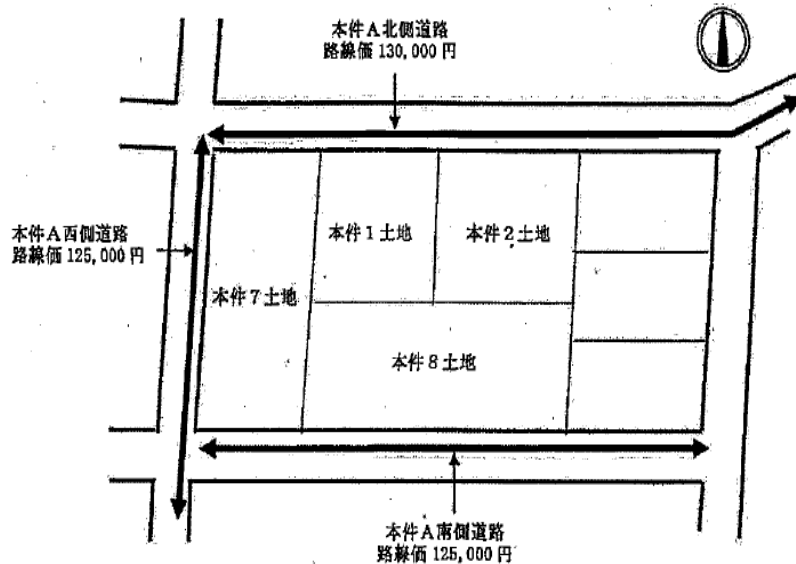 本件A北側道路
路線価 130,000 円
本件A西側道路
路線価 125,000 円
本件1土地
本件2土地
本件7土地
本件8土地
本件A南側道路
路線価 125,000 円